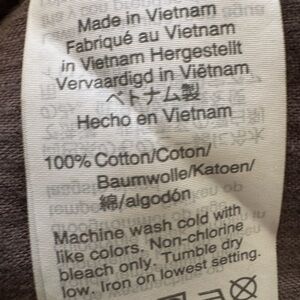 Made in Vietnam
Fabriqué au Vietnam
in Vietnam Hergestellt
Vervaardigd in Viêtnam
ベトナム製
Hecho en Vietnam
100% Cotton/Coton/
Baumwolle/Katoen/
綿/algodón
Machine wash cold with
like colors. Non-chlorine
bleach only. Tumble dry
low. Iron on lowest setting.